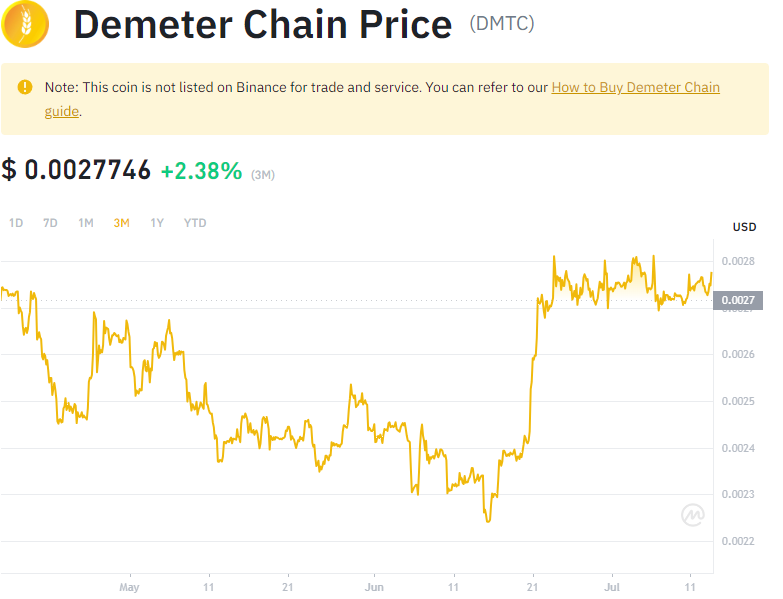 Demeter Chain Price (DMTC)
Note: This coin is not listed on Binance for trade and service. You can refer to our How to Buy Demeter Chain
guide.
$ 0.0027746 +2.38% (3M)
1D 7D 1M 3M 1Y YTD
USD
0.0028
0.0027
0.0027
0.0026
0.0025
0.0024
0.0023
0.0022
May 11 21 Jun 11 21 Jul 11